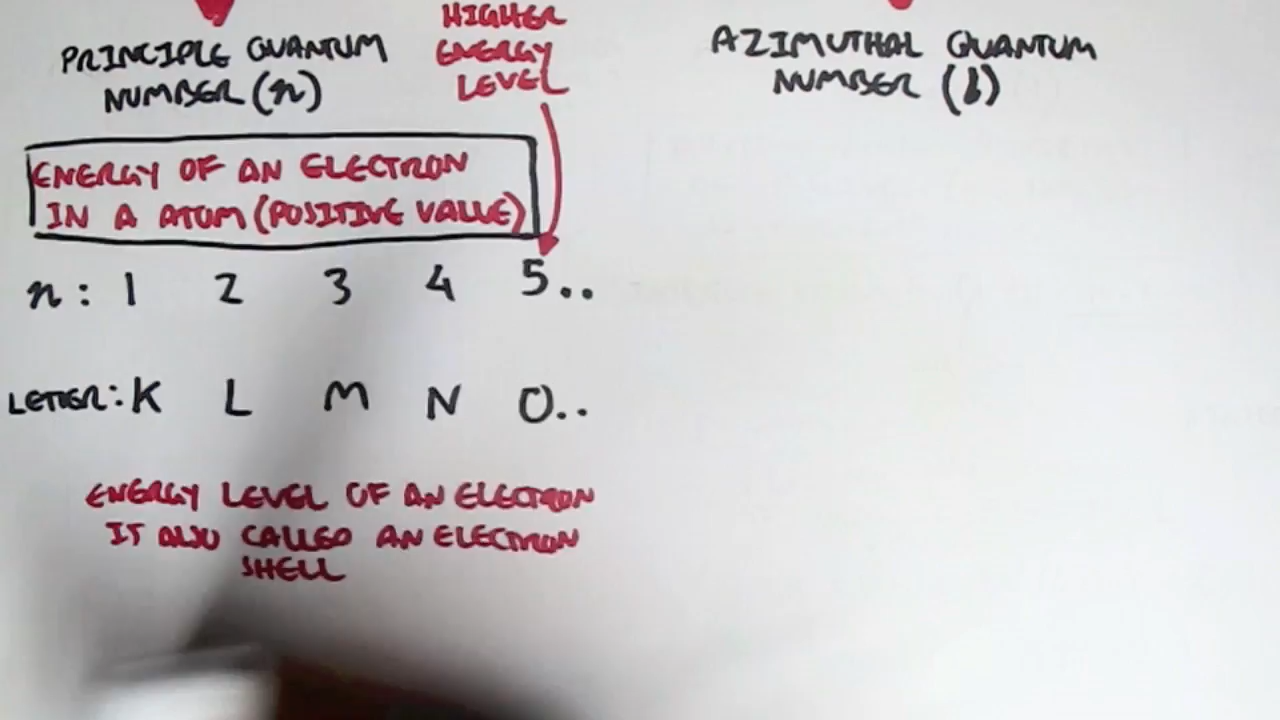 PRINCIPLE QUANTUM
NUMBER (n)
HIGHER
ENERGY
LEVEL
ENERGY OF AN ELECTRON
IN A ATOM (POSITIVE VALUE)
n: 1 2 3 4 5..
LETTER: K L M N O..
ENERGY LEVEL OF AN ELECTRON
IT ALSO CALLED AN ELECTRON
SHELL
AZIMUTHAL QUANTUM
NUMBER (l)